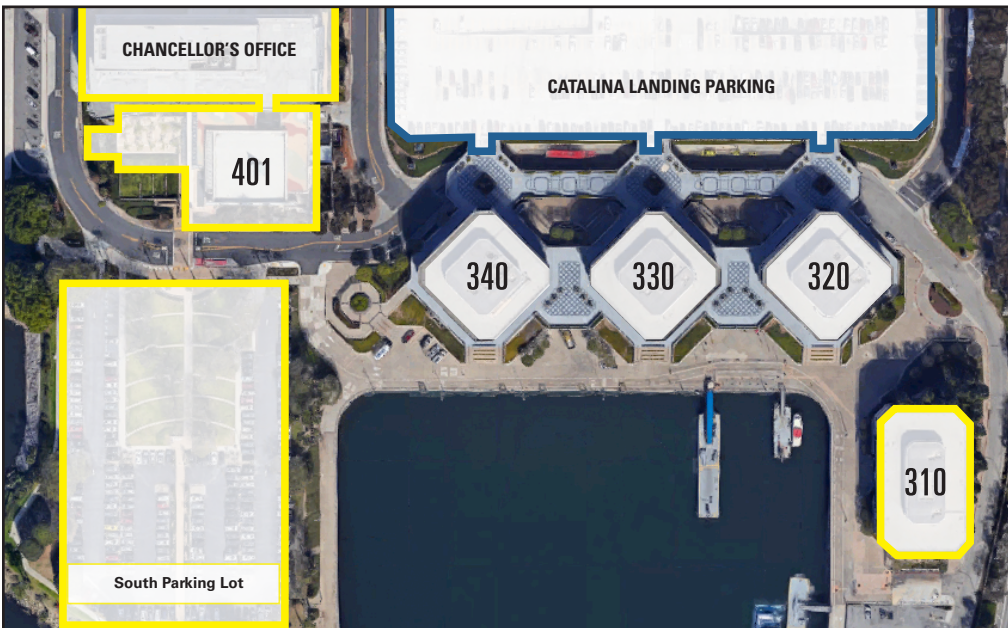 CHANCELLOR'S OFFICE
CATALINA LANDING PARKING
401
340
330
320
310
South Parking Lot